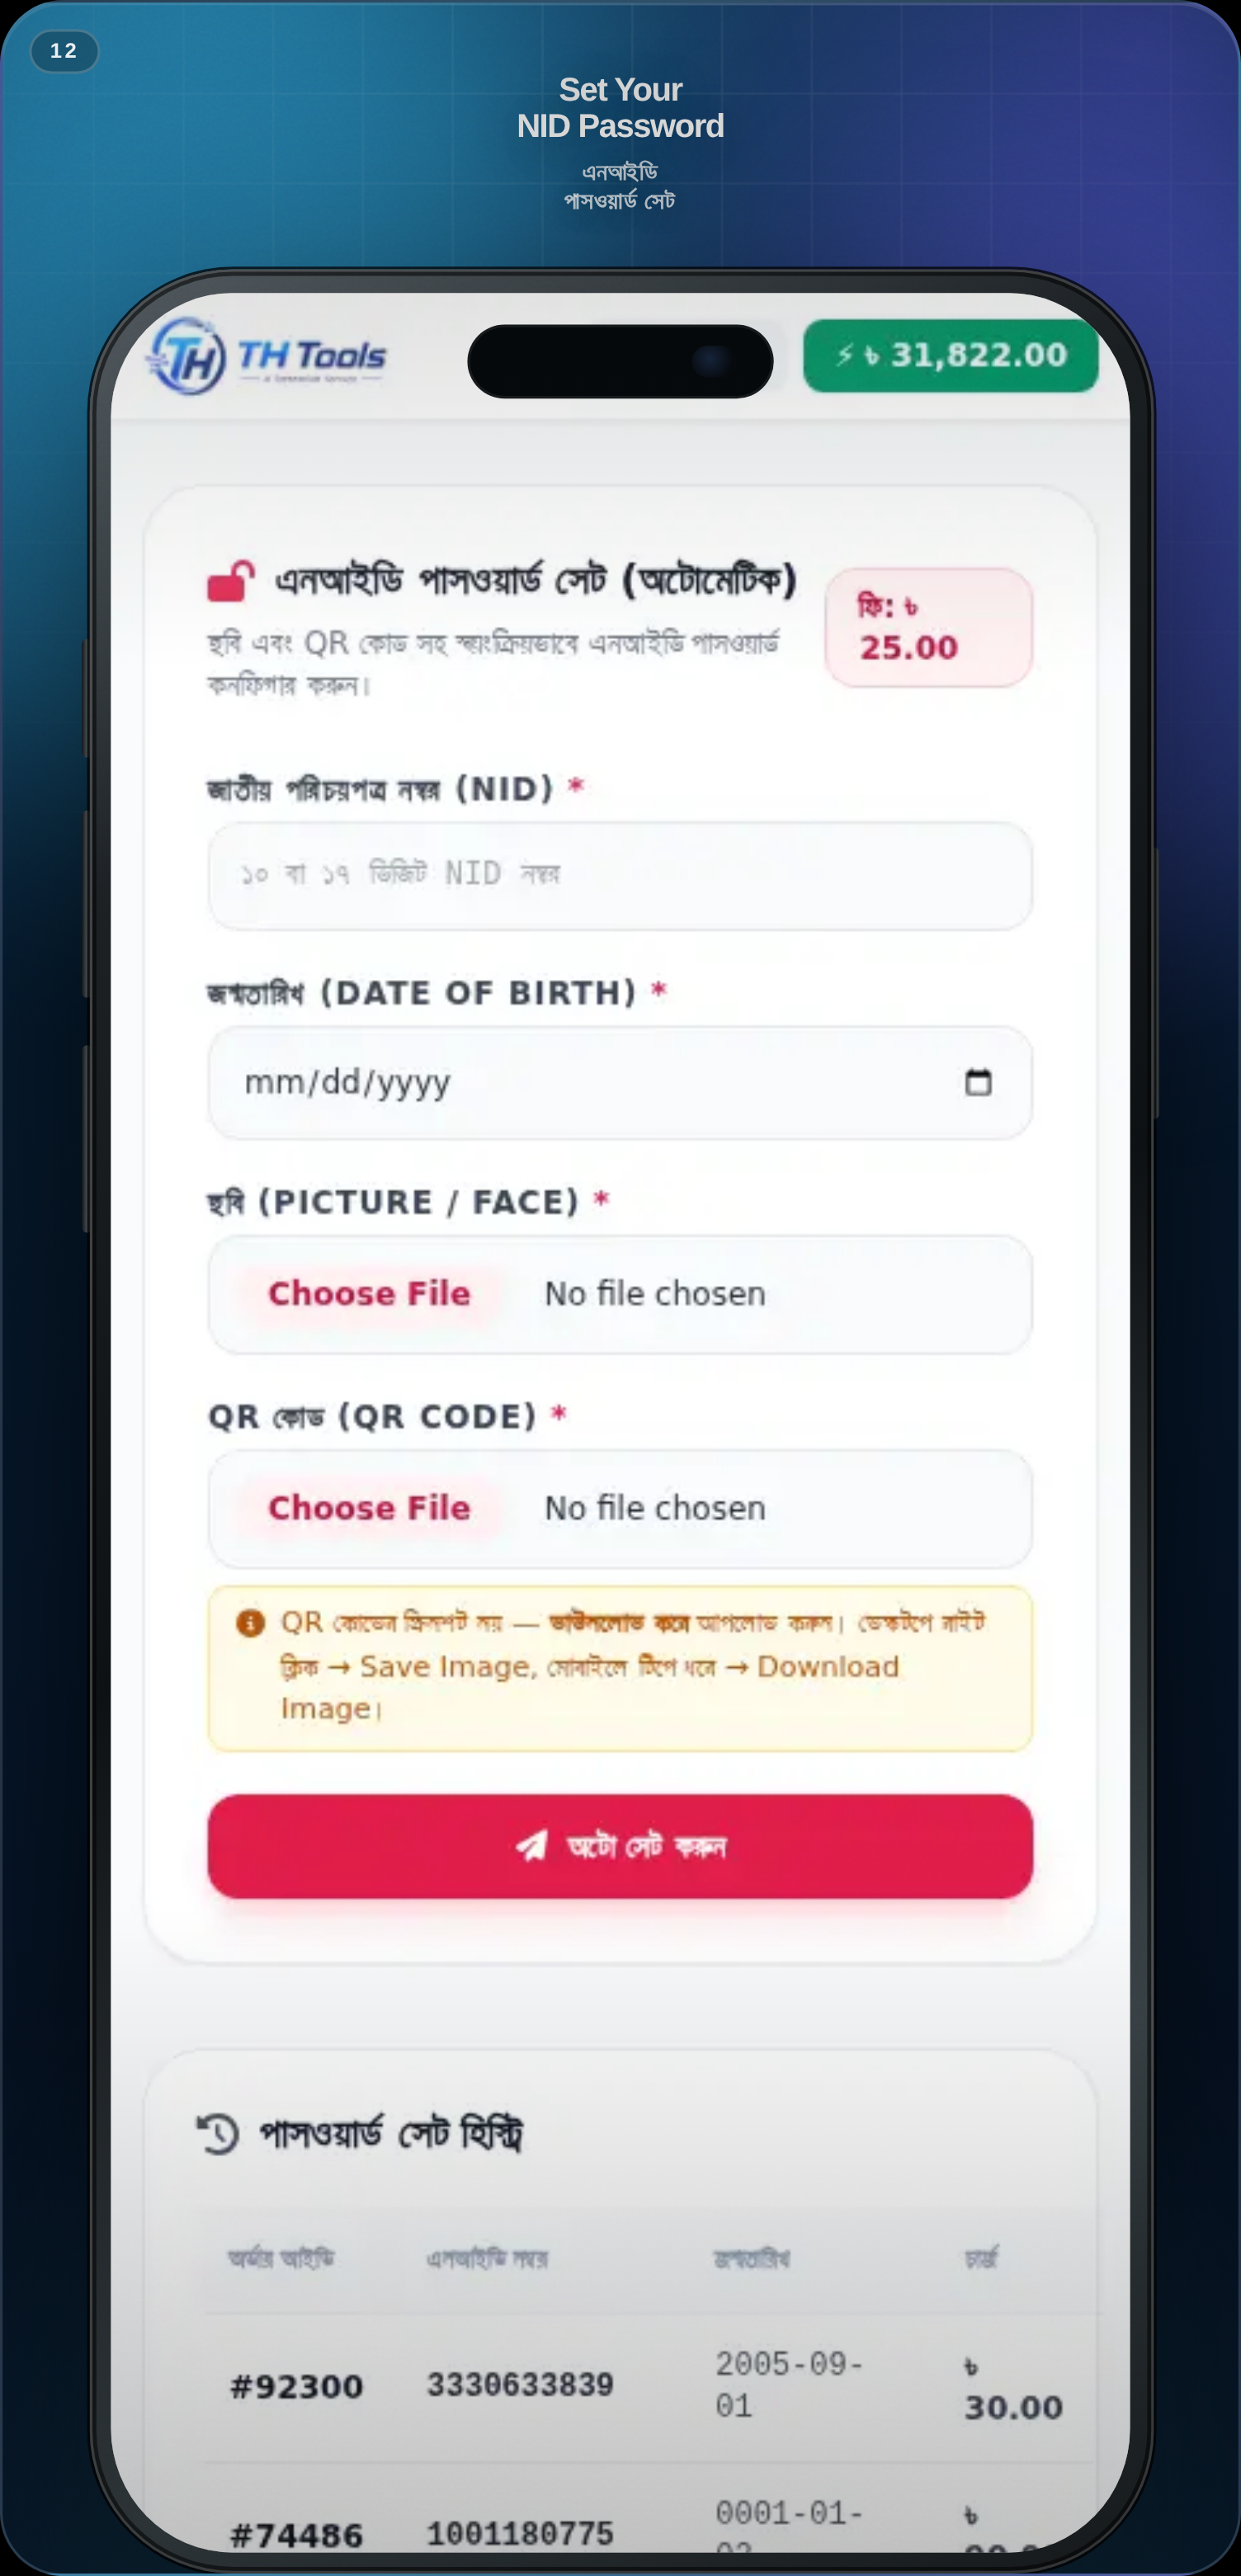 12
Set Your
NID Password
এনআইডি
পাসওয়ার্ড সেট
TH Tools
৳ 31,822.00
এনআইডি পাসওয়ার্ড সেট (অটোমেটিক)
ফি: ৳
25.00
ছবি এবং QR কোড সহ স্বয়ংক্রিয়ভাবে এনআইডি পাসওয়ার্ড
কনফিগার করুন।
জাতীয় পরিচয়পত্র নম্বর (NID) *
১০ বা ১৭ ডিজিট NID নম্বর
জন্মতারিখ (DATE OF BIRTH) *
mm/dd/yyyy
ছবি (PICTURE / FACE) *
Choose File No file chosen
QR কোড (QR CODE) *
Choose File No file chosen
QR কোডের স্ক্রিনশট নয় — ডাউনলোড করে আপলোড করুন। ডেস্কটপে রাইট
ক্লিক → Save Image, মোবাইলে টিপে ধরে → Download
Image।
অটো সেট করুন
পাসওয়ার্ড সেট হিস্ট্রি
অর্ডার আইডি এনআইডি নম্বর জন্মতারিখ চার্জ
#92300 3330633839 2005-09-
01 ৳
30.00
#74486 1001180775 0001-01-
৳